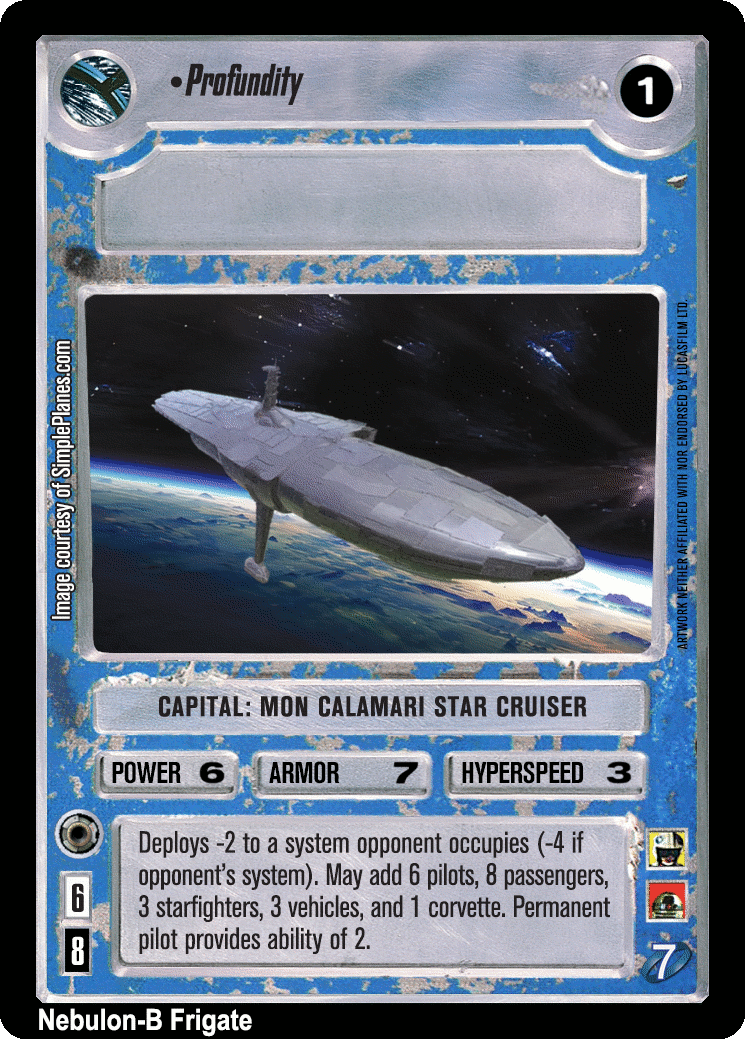 •Profundity
1
Image courtesy of SimplePlanes.com
ARTWORK NEITHER AFFILIATED WITH NOR ENDORSED BY LUCASFILM LTD.
CAPITAL: MON CALAMARI STAR CRUISER
POWER 6 ARMOR 7 HYPERSPEED 3
Deploys -2 to a system opponent occupies (-4 if
opponent's system). May add 6 pilots, 8 passengers,
3 starfighters, 3 vehicles, and 1 corvette. Permanent
pilot provides ability of 2.
6
8
7
Nebulon-B Frigate